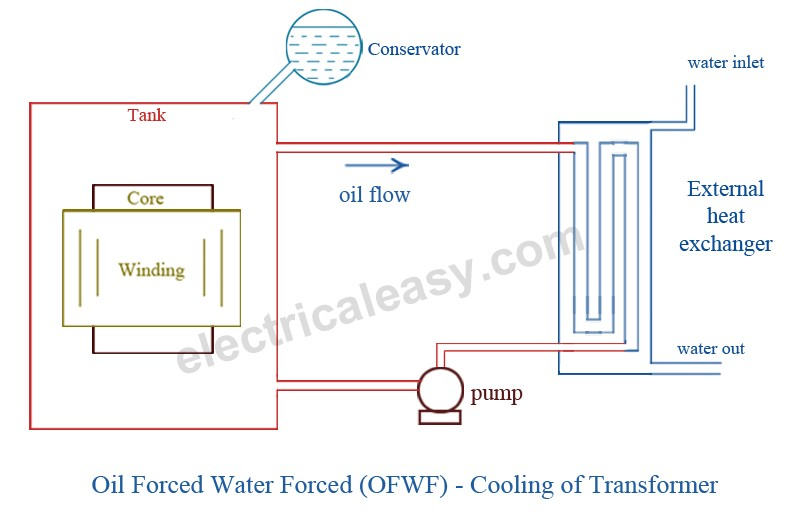 Conservator
water inlet
Tank
oil flow
External
heat
exchanger
Core
Winding
electricaleasy.com
water out
pump
Oil Forced Water Forced (OFWF) - Cooling of Transformer